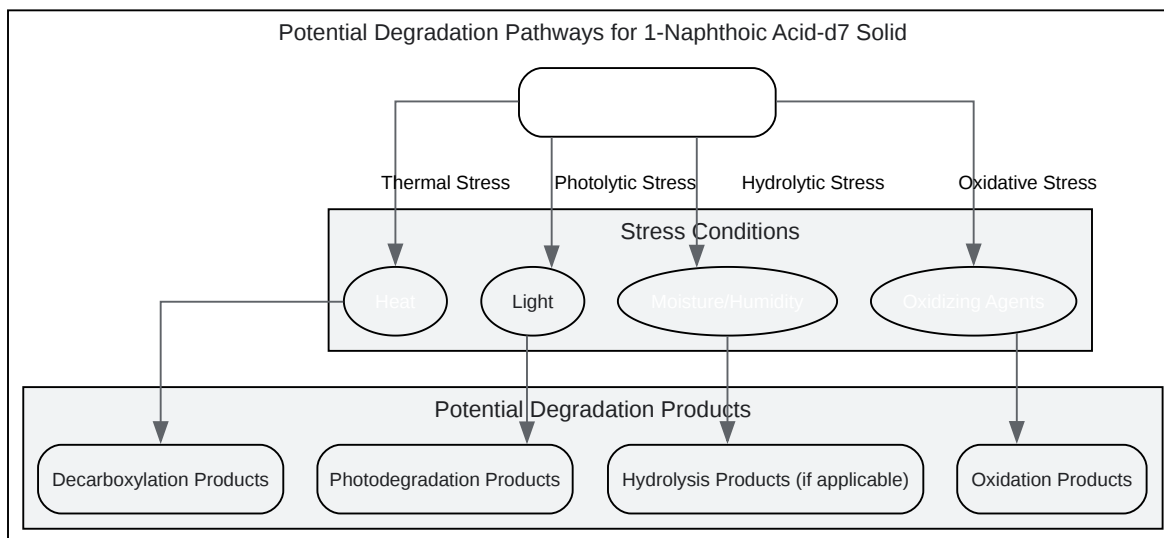 Potential Degradation Pathways for 1-Naphthoic Acid-d7 Solid
Thermal Stress
Photolytic Stress
Hydrolytic Stress
Oxidative Stress
Stress Conditions
Heat
Light
Moisture/Humidity
Oxidizing Agents
Potential Degradation Products
Decarboxylation Products
Photodegradation Products
Hydrolysis Products (if applicable)
Oxidation Products